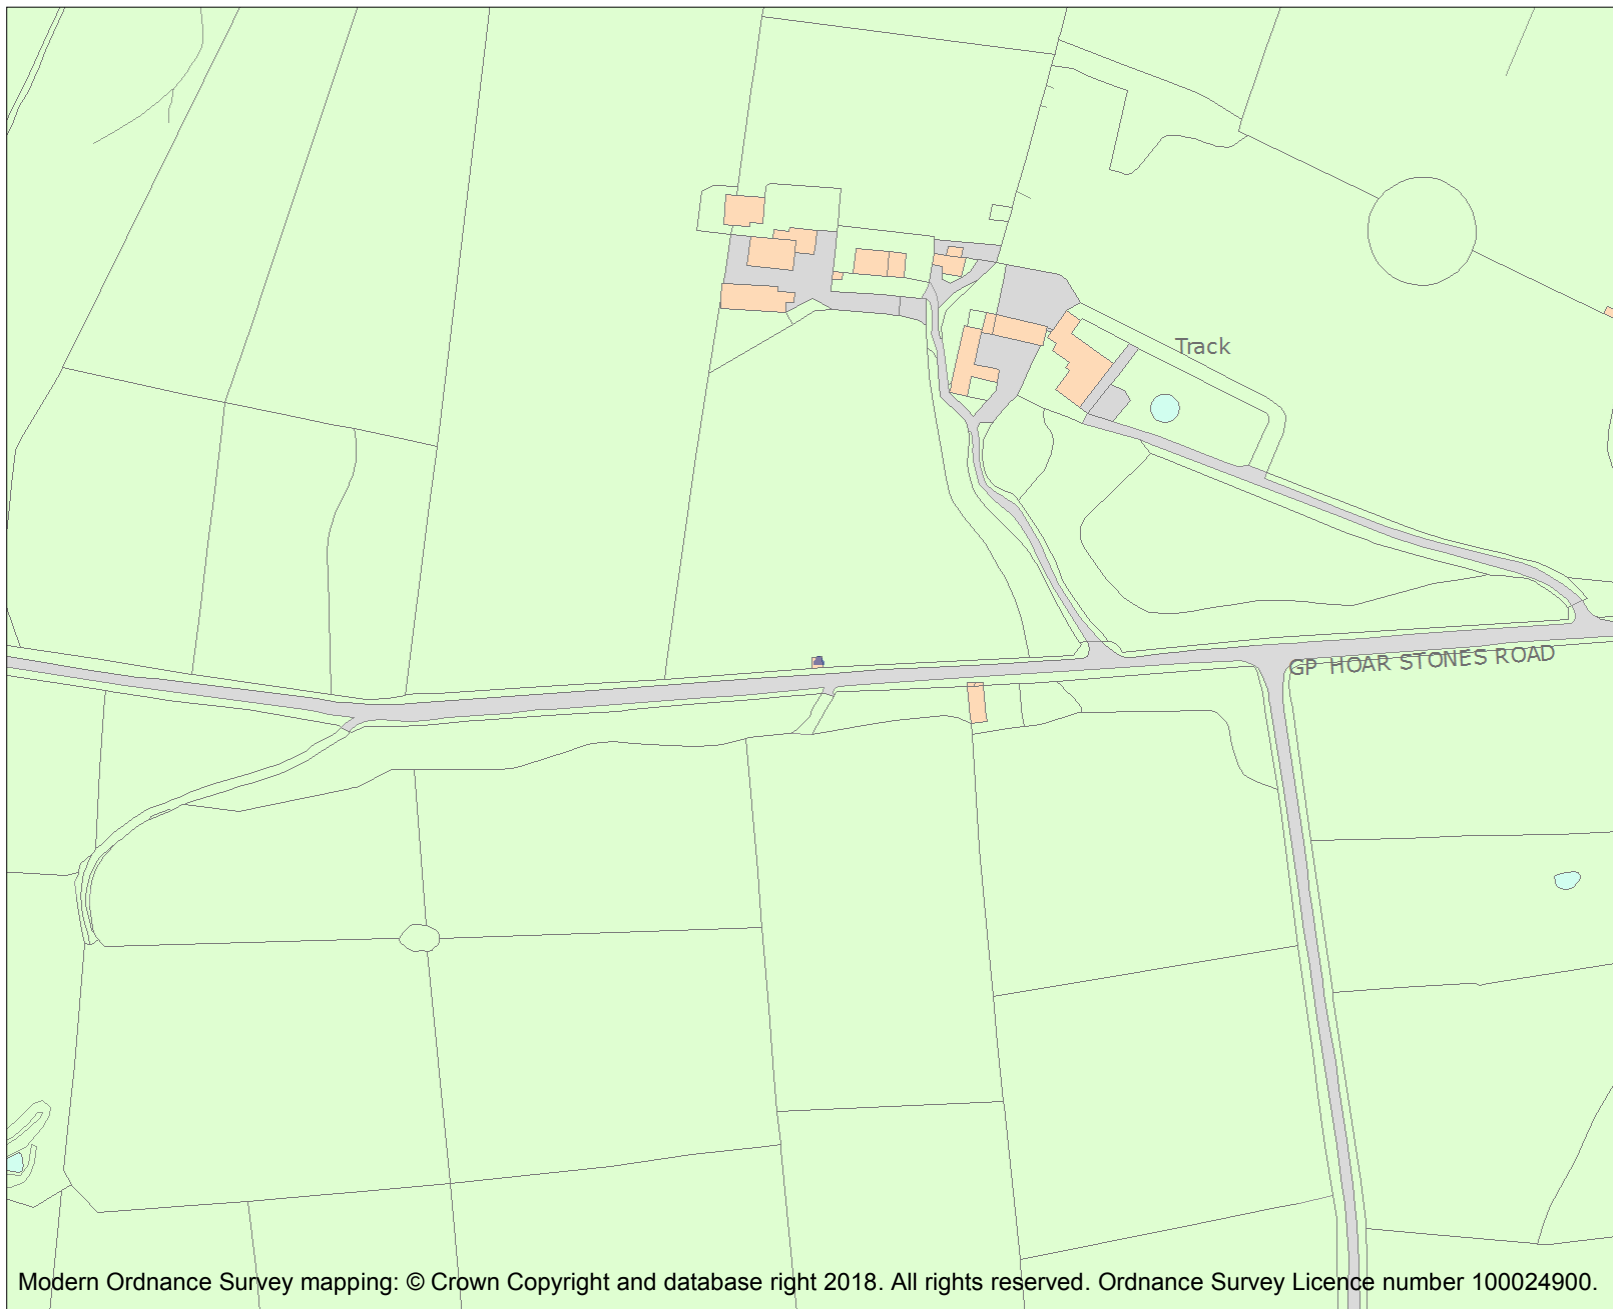 Track
GP HOAR STONES ROAD
Modern Ordnance Survey mapping: © Crown Copyright and database right 2018. All rights reserved. Ordnance Survey Licence number 100024900.